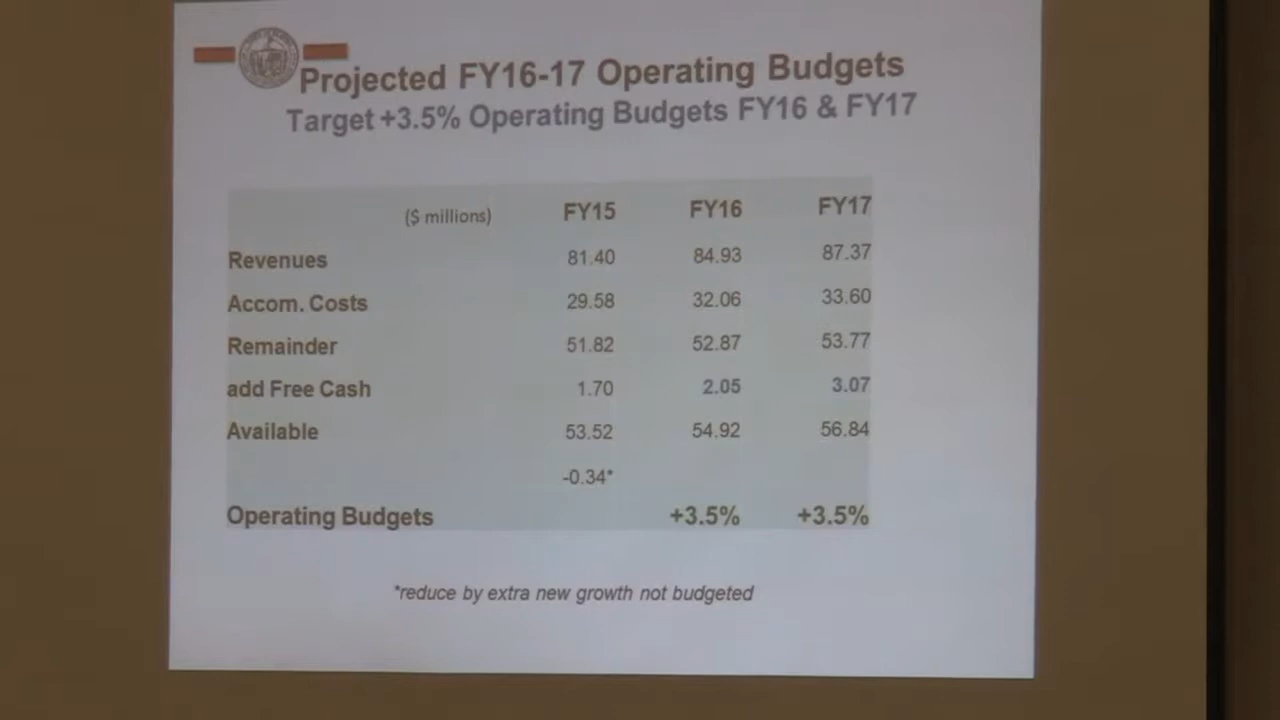 Projected FY16-17 Operating Budgets
Target +3.5% Operating Budgets FY16 & FY17
($ millions) FY15 FY16 FY17
Revenues 81.40 84.93 87.37
Accom. Costs 29.58 32.06 33.60
Remainder 51.82 52.87 53.77
add Free Cash 1.70 2.05 3.07
Available 53.52 54.92 56.84
-0.34*
Operating Budgets +3.5% +3.5%
*reduce by extra new growth not budgeted